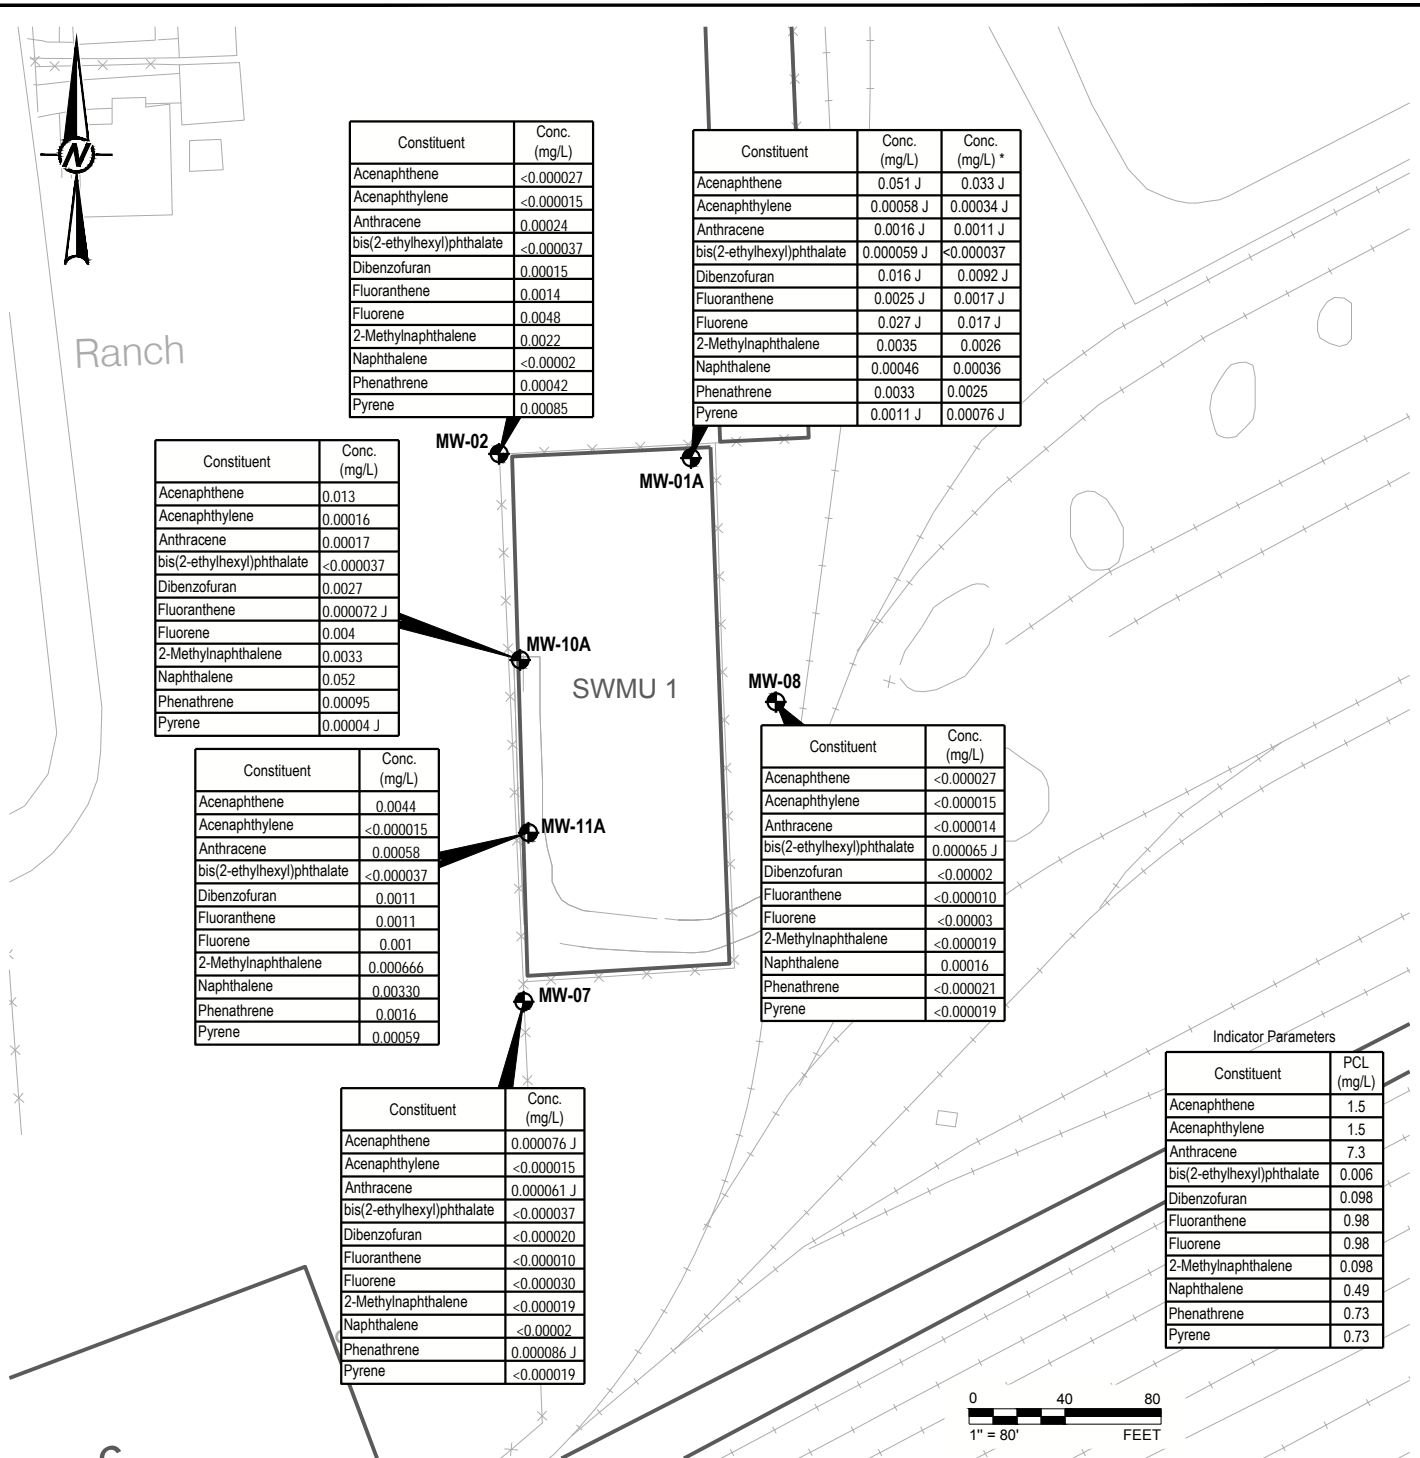 N
Ranch
Constituent Conc. (mg/L)
Acenaphthene <0.000027
Acenaphthylene <0.000015
Anthracene 0.00024
bis(2-ethylhexyl)phthalate <0.000037
Dibenzofuran 0.00015
Fluoranthene 0.0014
Fluorene 0.0048
2-Methylnaphthalene 0.0022
Naphthalene <0.00002
Phenathrene 0.00042
Pyrene 0.00085
MW-02
Constituent Conc. (mg/L) Conc. (mg/L) *
Acenaphthene 0.051 J 0.033 J
Acenaphthylene 0.00058 J 0.00034 J
Anthracene 0.0016 J 0.0011 J
bis(2-ethylhexyl)phthalate 0.000059 J <0.000037
Dibenzofuran 0.016 J 0.0092 J
Fluoranthene 0.0025 J 0.0017 J
Fluorene 0.027 J 0.017 J
2-Methylnaphthalene 0.0035 0.0026
Naphthalene 0.00046 0.00036
Phenathrene 0.0033 0.0025
Pyrene 0.0011 J 0.00076 J
MW-01A
Constituent Conc. (mg/L)
Acenaphthene 0.013
Acenaphthylene 0.00016
Anthracene 0.00017
bis(2-ethylhexyl)phthalate <0.000037
Dibenzofuran 0.0027
Fluoranthene 0.000072 J
Fluorene 0.004
2-Methylnaphthalene 0.0033
Naphthalene 0.052
Phenathrene 0.00095
Pyrene 0.00004 J
MW-10A
SWMU 1
MW-08
Constituent Conc. (mg/L)
Acenaphthene <0.000027
Acenaphthylene <0.000015
Anthracene <0.000014
bis(2-ethylhexyl)phthalate 0.000065 J
Dibenzofuran <0.00002
Fluoranthene <0.000010
Fluorene <0.00003
2-Methylnaphthalene <0.000019
Naphthalene 0.00016
Phenathrene <0.000021
Pyrene <0.000019
Constituent Conc. (mg/L)
Acenaphthene 0.0044
Acenaphthylene <0.000015
Anthracene 0.00058
bis(2-ethylhexyl)phthalate <0.000037
Dibenzofuran 0.0011
Fluoranthene 0.0011
Fluorene 0.001
2-Methylnaphthalene 0.000666
Naphthalene 0.00330
Phenathrene 0.0016
Pyrene 0.00059
MW-11A
MW-07
Constituent Conc. (mg/L)
Acenaphthene 0.000076 J
Acenaphthylene <0.000015
Anthracene 0.000061 J
bis(2-ethylhexyl)phthalate <0.000037
Dibenzofuran <0.000020
Fluoranthene <0.000010
Fluorene <0.000030
2-Methylnaphthalene <0.000019
Naphthalene <0.00002
Phenathrene 0.000086 J
Pyrene <0.000019
Indicator Parameters
Constituent PCL (mg/L)
Acenaphthene 1.5
Acenaphthylene 1.5
Anthracene 7.3
bis(2-ethylhexyl)phthalate 0.006
Dibenzofuran 0.098
Fluoranthene 0.98
Fluorene 0.98
2-Methylnaphthalene 0.098
Naphthalene 0.49
Phenathrene 0.73
Pyrene 0.73
0 40 80
1" = 80' FEET